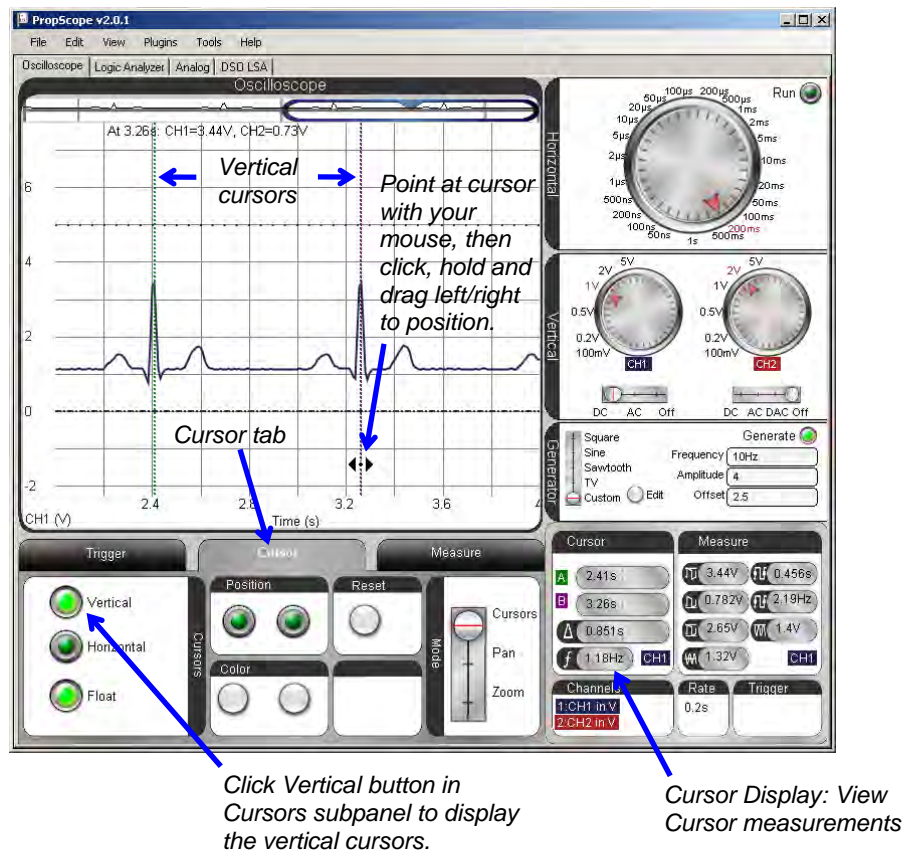 PropScope v2.0.1
File Edit View Plugins Tools Help
Oscilloscope Logic Analyzer Analog DSO LSA
Oscilloscope
At 3.26s: CH1=3.44V, CH2=0.73V
Vertical
cursors
Point at cursor
with your
mouse, then
click, hold and
drag left/right
to position.
Cursor tab
6
4
2
0
-2
2.4 2.8 3.2 3.6 4
CH1 (V)
Time (s)
Horizontal
Run
50ns 100ns 200ns 500ns 1µs 2µs 5µs 10µs 20µs 50µs 100µs 200µs 500µs 1ms 2ms 5ms 10ms 20ms 50ms 100ms 200ms 500ms 1s
Vertical
5V 2V 1V 0.5V 0.2V 100mV
CH1
DC AC Off
5V 2V 1V 0.5V 0.2V 100mV
CH2
DC AC DAC Off
Generator
Square
Sine
Sawtooth
TV
Custom Edit
Generate
Frequency 10Hz
Amplitude 4
Offset 2.5
Trigger Cursor Measure
Vertical
Horizontal
Float
Cursors
Position
Reset
Color
Mode
Cursors
Pan
Zoom
Cursor
A 2.41s
B 3.26s
Δ 0.851s
f 1.18Hz CH1
Measure
3.44V 0.456s
0.782V 2.19Hz
2.65V 1.4V
1.32V CH1
Channels
1:CH1 in V
2:CH2 in V
Rate
0.2s
Trigger
Click Vertical button in
Cursors subpanel to display
the vertical cursors.
Cursor Display: View
Cursor measurements